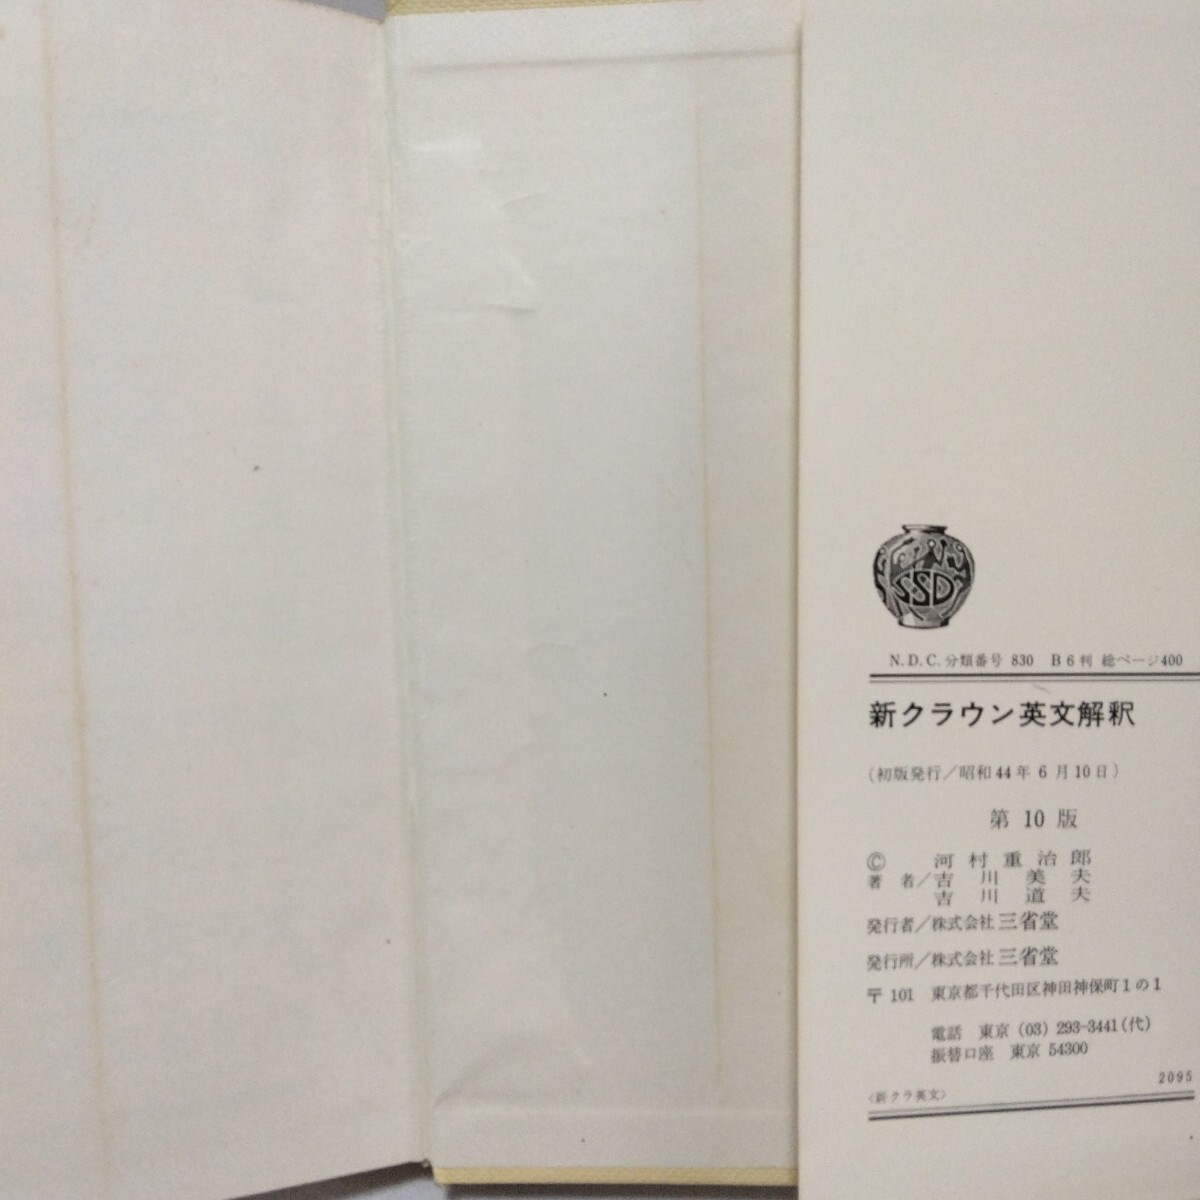 SSD
N.D.C.分類番号 830 B6判 総ページ400
新クラウン英文解釈
(初版発行/昭和44年6月10日)
第10版
© 河村重治郎
著者/吉川美夫
吉川道夫
発行者/株式会社 三省堂
発行所/株式会社 三省堂
〒101 東京都千代田区神田神保町1の1
電話 東京 (03) 293-3441(代)
振替口座 東京 54300
2095
〈新クラ英文〉